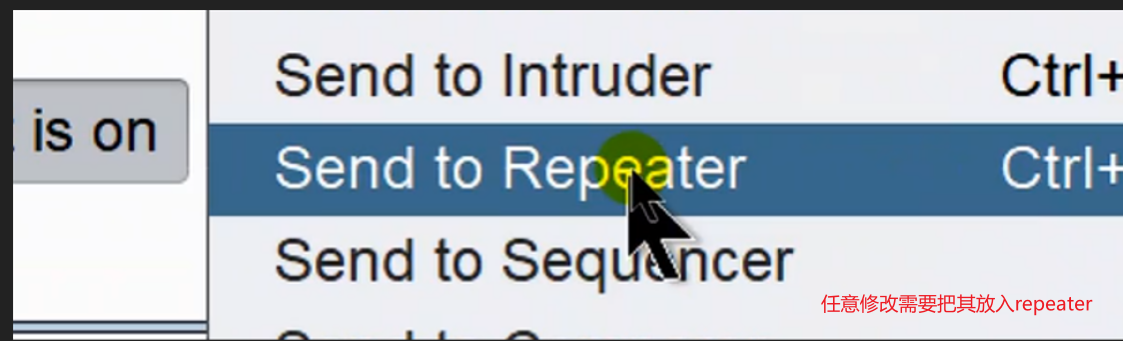 Send to Intruder Ctrl+
is on
Send to Repeater Ctrl+
Send to Sequencer
任意修改需要把其放入repeater